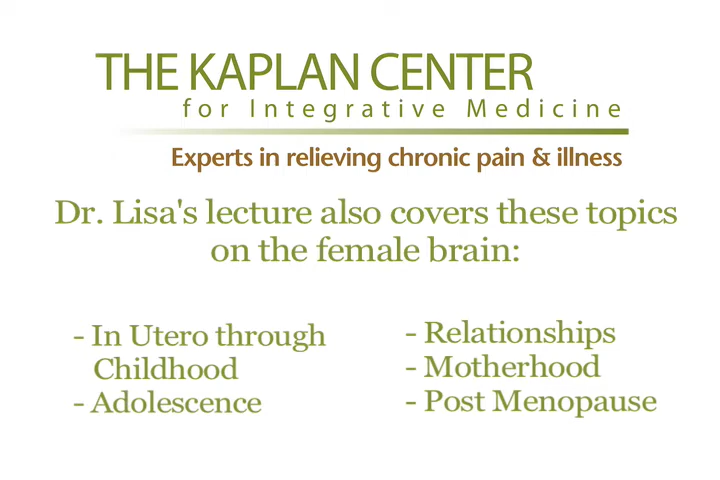 THE KAPLAN CENTER
for Integrative Medicine
Experts in relieving chronic pain & illness
Dr. Lisa's lecture also covers these topics
on the female brain:
- In Utero through
Childhood
- Adolescence
- Relationships
- Motherhood
- Post Menopause